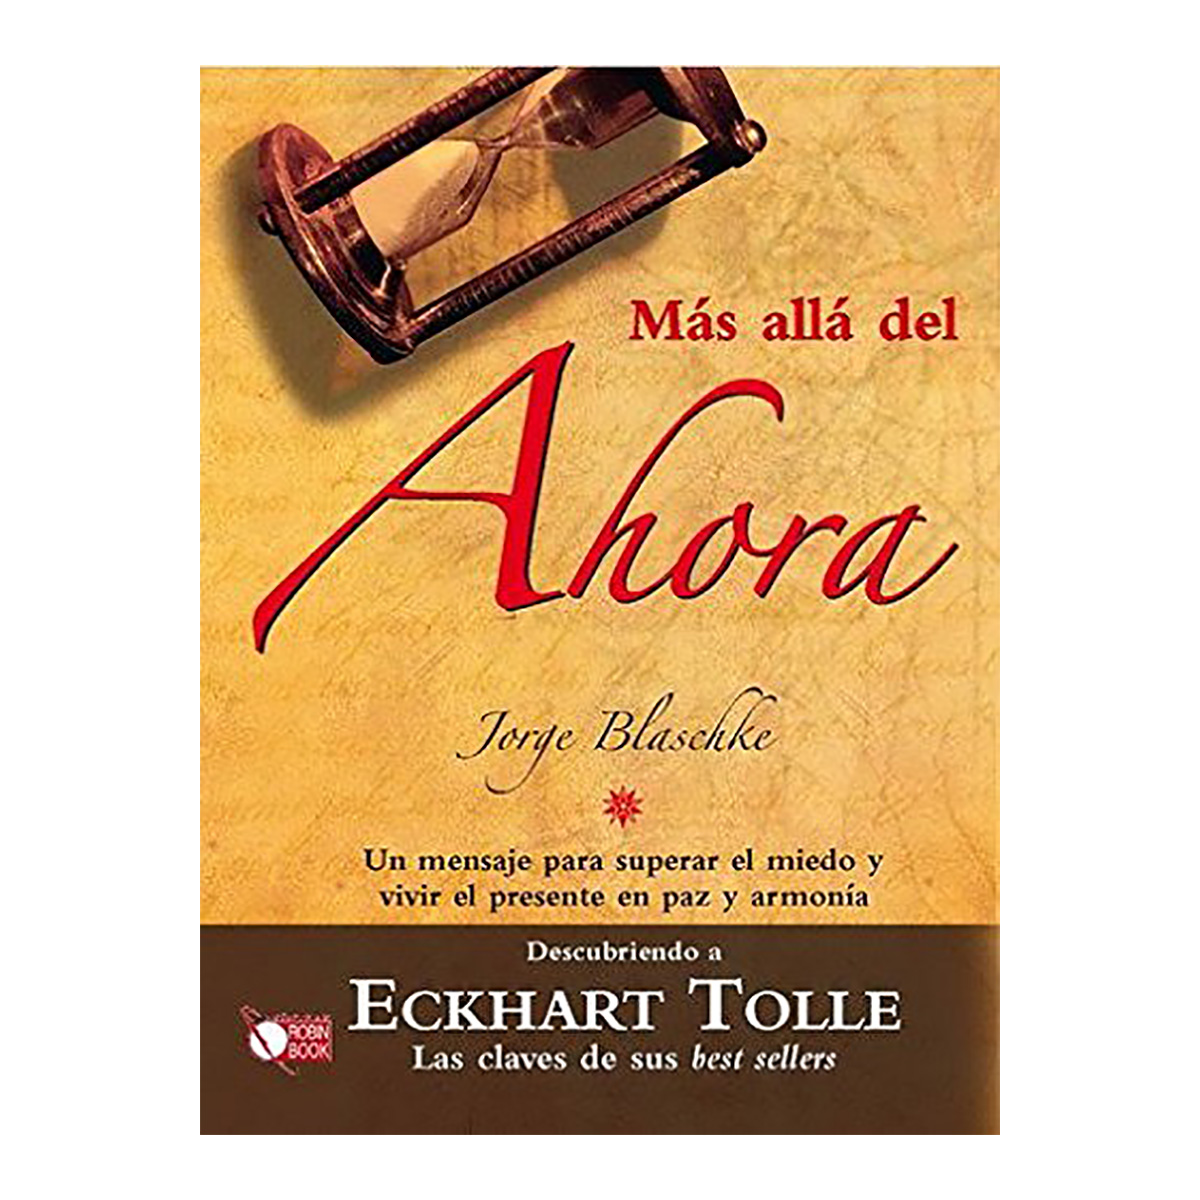 Más allá del
Ahora
Jorge Blaschke
Un mensaje para superar el miedo y
vivir el presente en paz y armonía
Descubriendo a
ECKHART TOLLE
Las claves de sus best sellers
ROBIN
BOOK